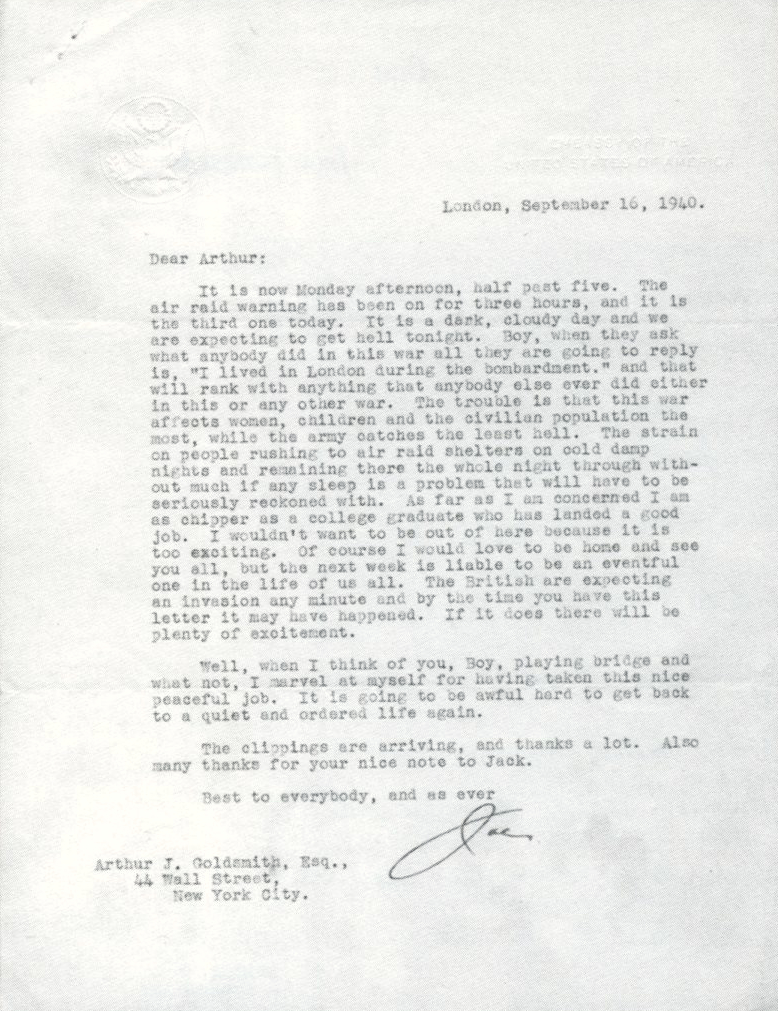 London, September 16, 1940.
Dear Arthur:
It is now Monday afternoon, half past five. The
air raid warning has been on for three hours, and it is
the third one today. It is a dark, cloudy day and we
are expecting to get hell tonight. Boy, when they ask
what anybody did in this war all they are going to reply
is, "I lived in London during the bombardment." and that
will rank with anything that anybody else ever did either
in this or any other war. The trouble is that this war
affects women, children and the civilian population the
most, while the army catches the least hell. The strain
on people rushing to air raid shelters on cold damp
nights and remaining there the whole night through with-
out much if any sleep is a problem that will have to be
seriously reckoned with. As far as I am concerned I am
as chipper as a college graduate who has landed a good
job. I wouldn't want to be out of here because it is
too exciting. Of course I would love to be home and see
you all, but the next week is liable to be an eventful
one in the life of us all. The British are expecting
an invasion any minute and by the time you have this
letter it may have happened. If it does there will be
plenty of excitement.
Well, when I think of you, Boy, playing bridge and
what not, I marvel at myself for having taken this nice
peaceful job. It is going to be awful hard to get back
to a quiet and ordered life again.
The clippings are arriving, and thanks a lot. Also
many thanks for your nice note to Jack.
Best to everybody, and as ever
Joe
Arthur J. Goldsmith, Esq.,
44 Wall Street,
New York City.